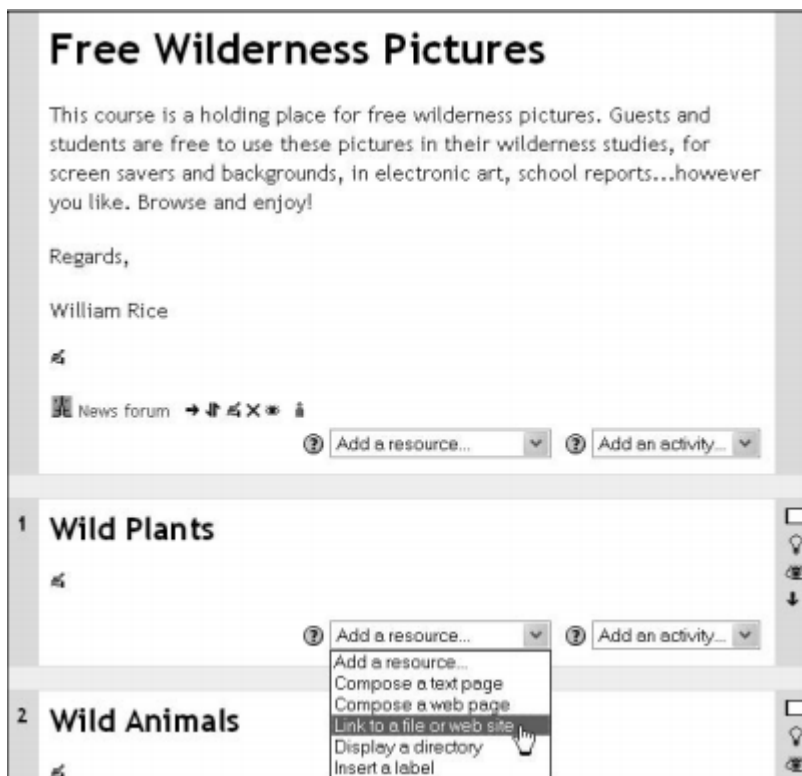 Free Wilderness Pictures
This course is a holding place for free wilderness pictures. Guests and
students are free to use these pictures in their wilderness studies, for
screen savers and backgrounds, in electronic art, school reports...however
you like. Browse and enjoy!
Regards,
William Rice
News forum
Add a resource... Add an activity...
1 Wild Plants
Add a resource... Add an activity...
Add a resource...
Compose a text page
Compose a web page
2 Wild Animals
Link to a file or web site
Display a directory
Insert a label